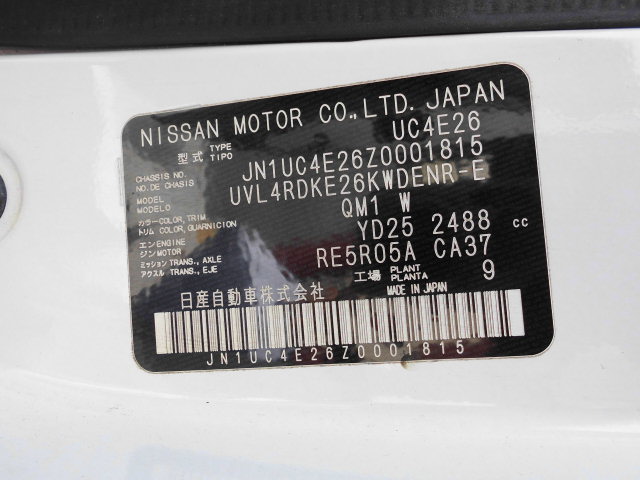 NISSAN MOTOR CO.,LTD. JAPAN
型式 TYPE TIPO UC4E26
CHASSIS NO. NO. DE CHASIS JN1UC4E26Z0001815
MODEL MODELO UVL4RDKE26KWDENR-E
カラー COLOR, TRIM トリム COLOR, GUARNICION QM1 W
エンジン ENGINE MOTOR YD25 2488 cc
ミッション TRANS., AXLE アクスル TRANS., EJE RE5R05A CA37
工場 PLANT PLANTA 9
日産自動車株式会社 MADE IN JAPAN
JN1UC4E26Z0001815